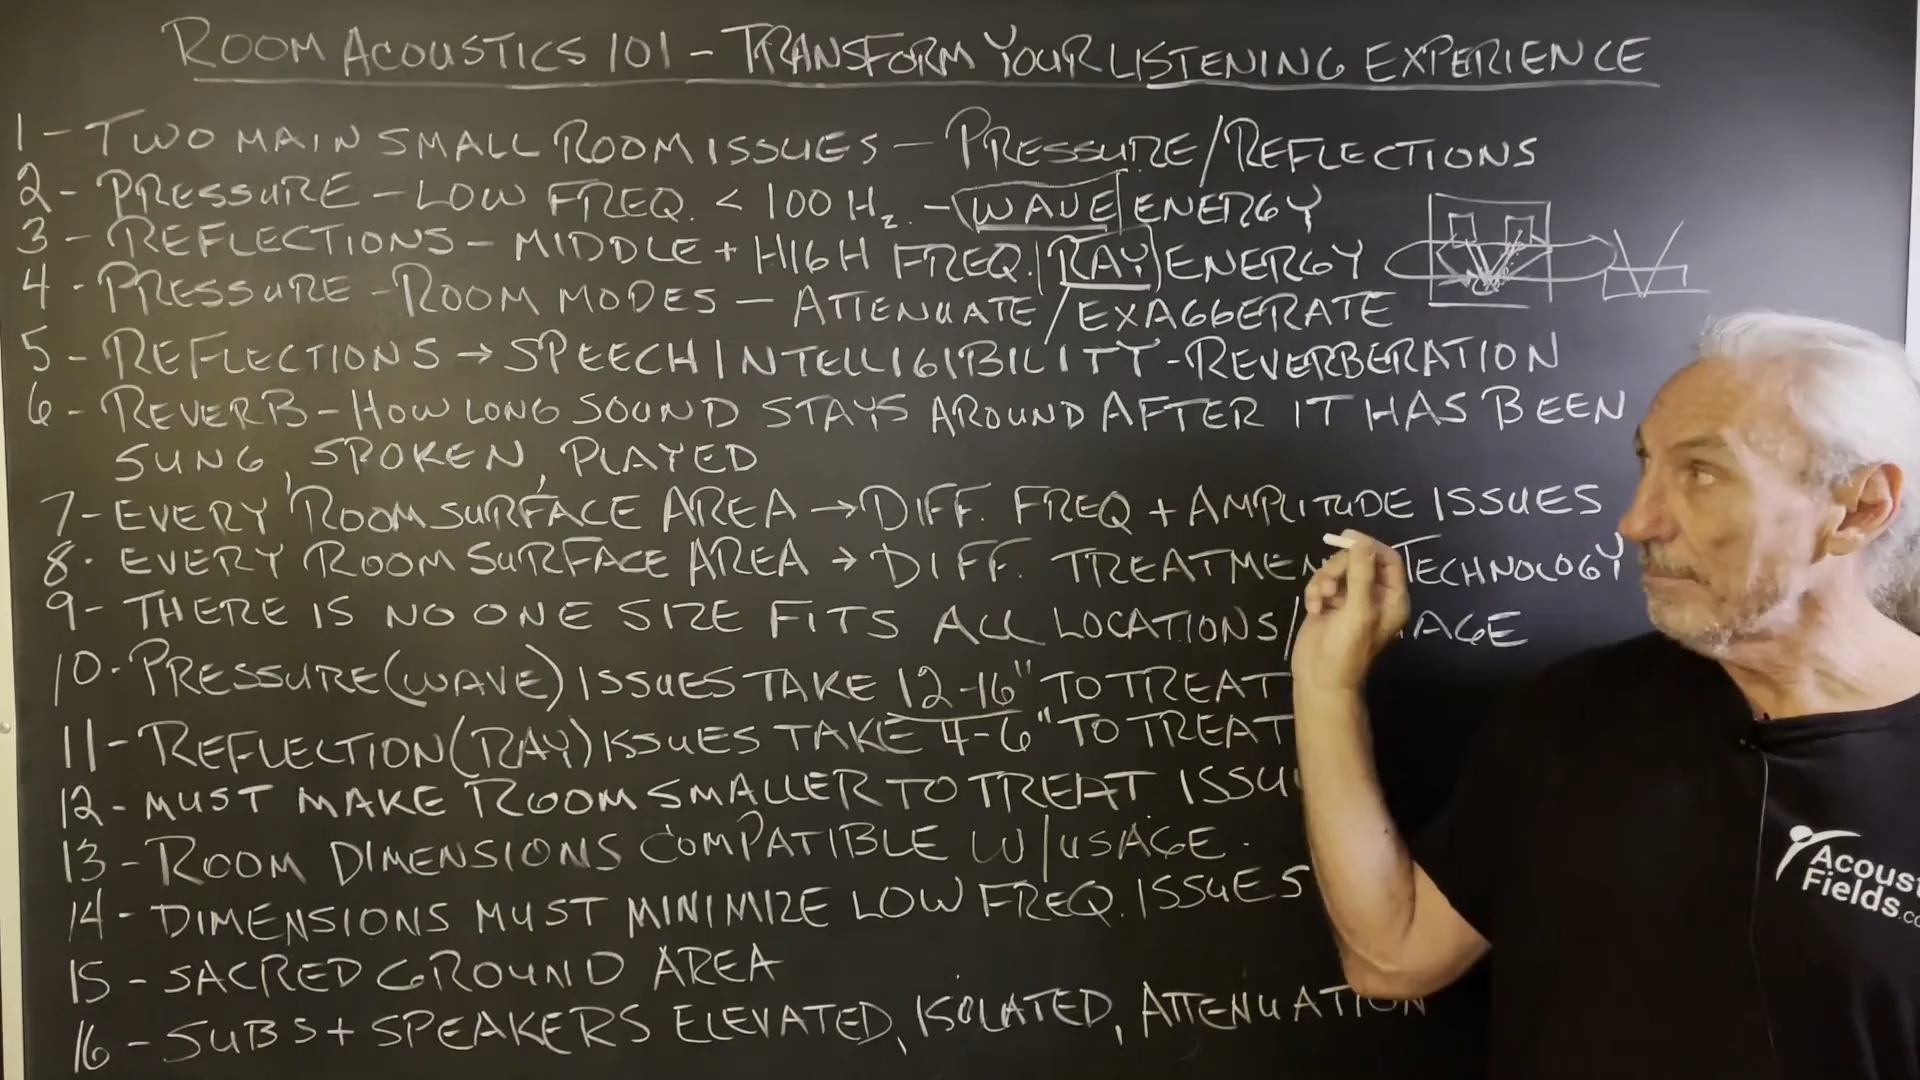 ROOM ACOUSTICS 101 - TRANSFORM YOUR LISTENING EXPERIENCE
1 - TWO MAIN SMALL ROOM ISSUES - PRESSURE/REFLECTIONS
2 - PRESSURE - LOW FREQ. < 100 Hz. - WAVE ENERGY
3 - REFLECTIONS - MIDDLE + HIGH FREQ. RAY ENERGY
4 - PRESSURE - ROOM MODES - ATTENUATE/EXAGGERATE
5 - REFLECTIONS → SPEECH INTELLIGIBILITY - REVERBERATION
6 - REVERB - HOW LONG SOUND STAYS AROUND AFTER IT HAS BEEN
SUNG, SPOKEN, PLAYED
7 - EVERY ROOM SURFACE AREA → DIFF. FREQ + AMPLITUDE ISSUES
8 - EVERY ROOM SURFACE AREA → DIFF. TREATMEN TECHNOLOGY
9 - THERE IS NO ONE SIZE FITS ALL LOCATIONS/ AGE
10 - PRESSURE (WAVE) ISSUES TAKE 12-16" TO TREAT
11 - REFLECTION (RAY) ISSUES TAKE 4-6" TO TREAT
12 - MUST MAKE ROOM SMALLER TO TREAT ISSU
13 - ROOM DIMENSIONS COMPATIBLE W/USAGE.
14 - DIMENSIONS MUST MINIMIZE LOW FREQ. ISSUES
15 - SACRED GROUND AREA
16 - SUBS + SPEAKERS ELEVATED, ISOLATED, ATTENUATION
Acoust
Fields.co